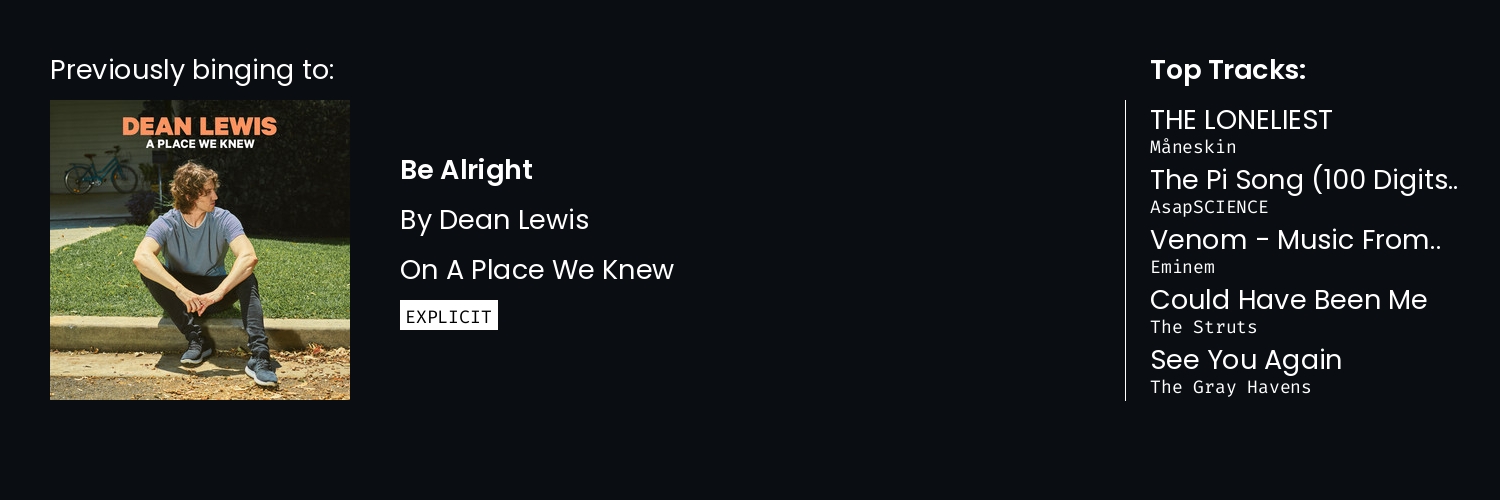 Previously binging to:
DEAN LEWIS
A PLACE WE KNEW
Be Alright
By Dean Lewis
On A Place We Knew
EXPLICIT
Top Tracks:
THE LONELIEST
Måneskin
The Pi Song (100 Digits..
AsapSCIENCE
Venom - Music From..
Eminem
Could Have Been Me
The Struts
See You Again
The Gray Havens